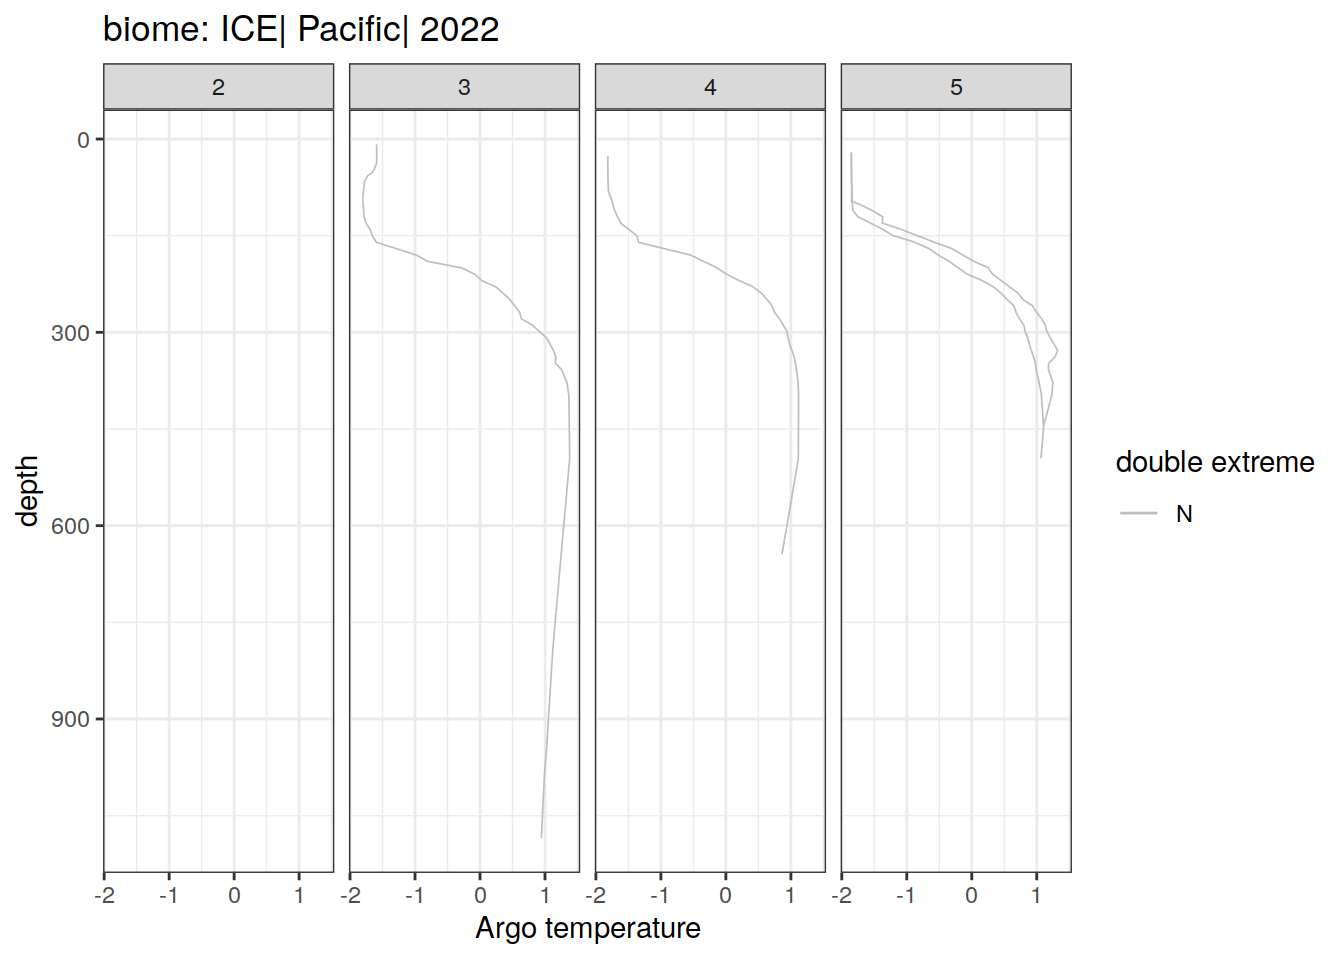 biome: ICE| Pacific| 2022
2 3 4 5
0
300
600
900
depth
-2 -1 0 1 -2 -1 0 1 -2 -1 0 1 -2 -1 0 1
Argo temperature
double extreme
N